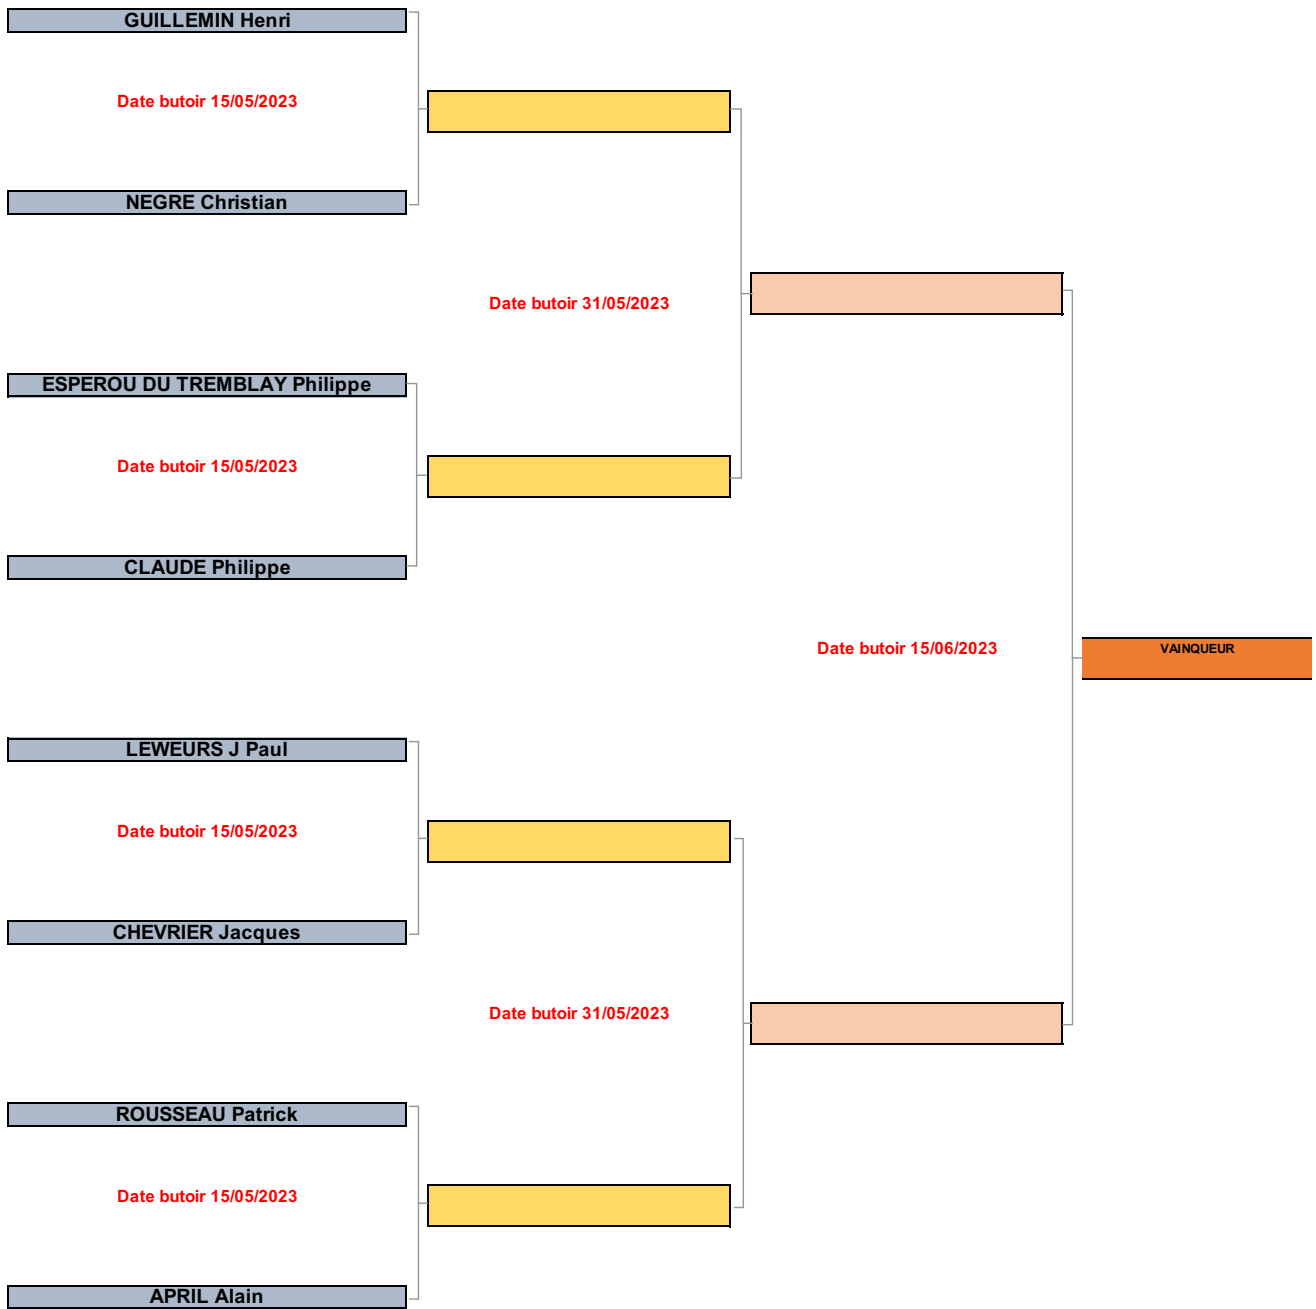 GUILLEMIN Henri
Date butoir 15/05/2023
NEGRE Christian
Date butoir 31/05/2023
ESPEROU DU TREMBLAY Philippe
Date butoir 15/05/2023
CLAUDE Philippe
Date butoir 15/06/2023
VAINQUEUR
LEWEURS J Paul
Date butoir 15/05/2023
CHEVRIER Jacques
Date butoir 31/05/2023
ROUSSEAU Patrick
Date butoir 15/05/2023
APRIL Alain